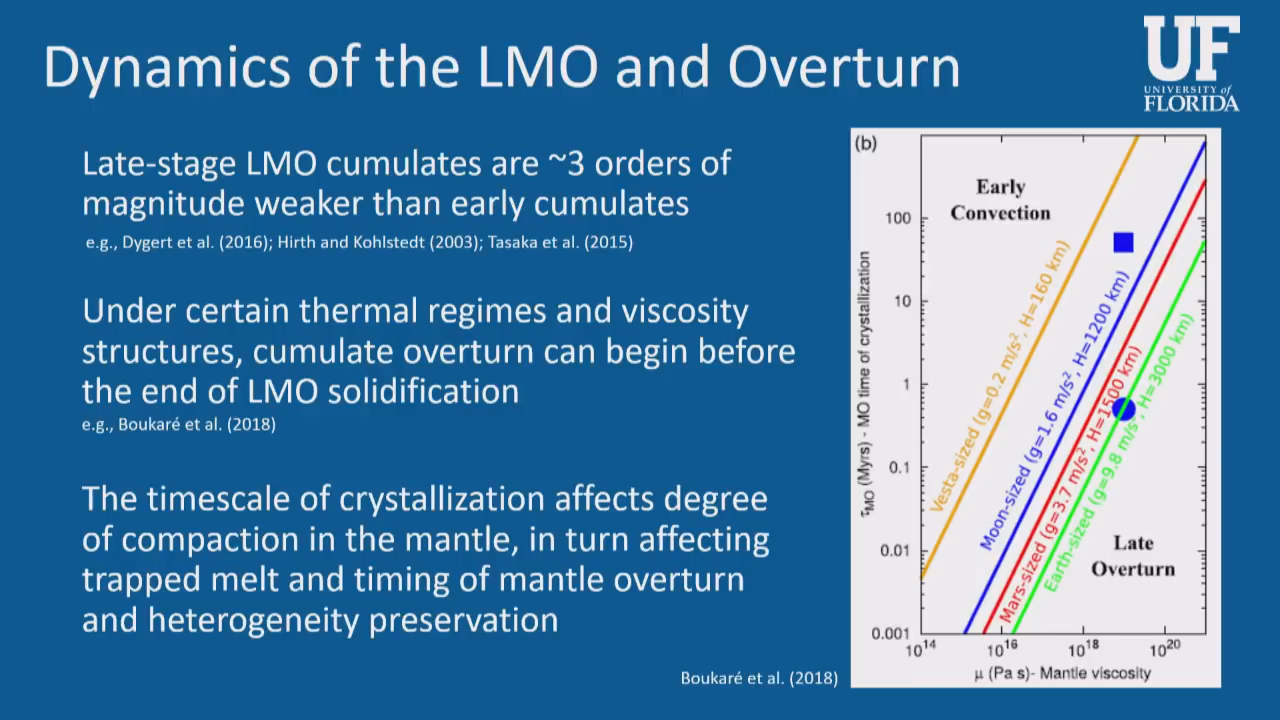 Dynamics of the LMO and Overturn
UF
UNIVERSITY of
FLORIDA
Late-stage LMO cumulates are ~3 orders of
magnitude weaker than early cumulates
e.g., Dygert et al. (2016); Hirth and Kohlstedt (2003); Tasaka et al. (2015)
Under certain thermal regimes and viscosity
structures, cumulate overturn can begin before
the end of LMO solidification
e.g., Boukaré et al. (2018)
The timescale of crystallization affects degree
of compaction in the mantle, in turn affecting
trapped melt and timing of mantle overturn
and heterogeneity preservation
Boukaré et al. (2018)
(b)
Early
Convection
Late
Overturn
Vesta-sized (g=0.2 m/s², H=160 km)
Moon-sized (g=1.6 m/s², H=1200 km)
Mars-sized (g=3.7 m/s², H=1500 km)
Earth-sized (g=9.8 m/s², H=3000 km)
τMO (Myrs) - MO time of crystallization
100
10
1
0.1
0.01
0.001
10¹⁴
10¹⁶
10¹⁸
10²⁰
μ (Pa s)- Mantle viscosity